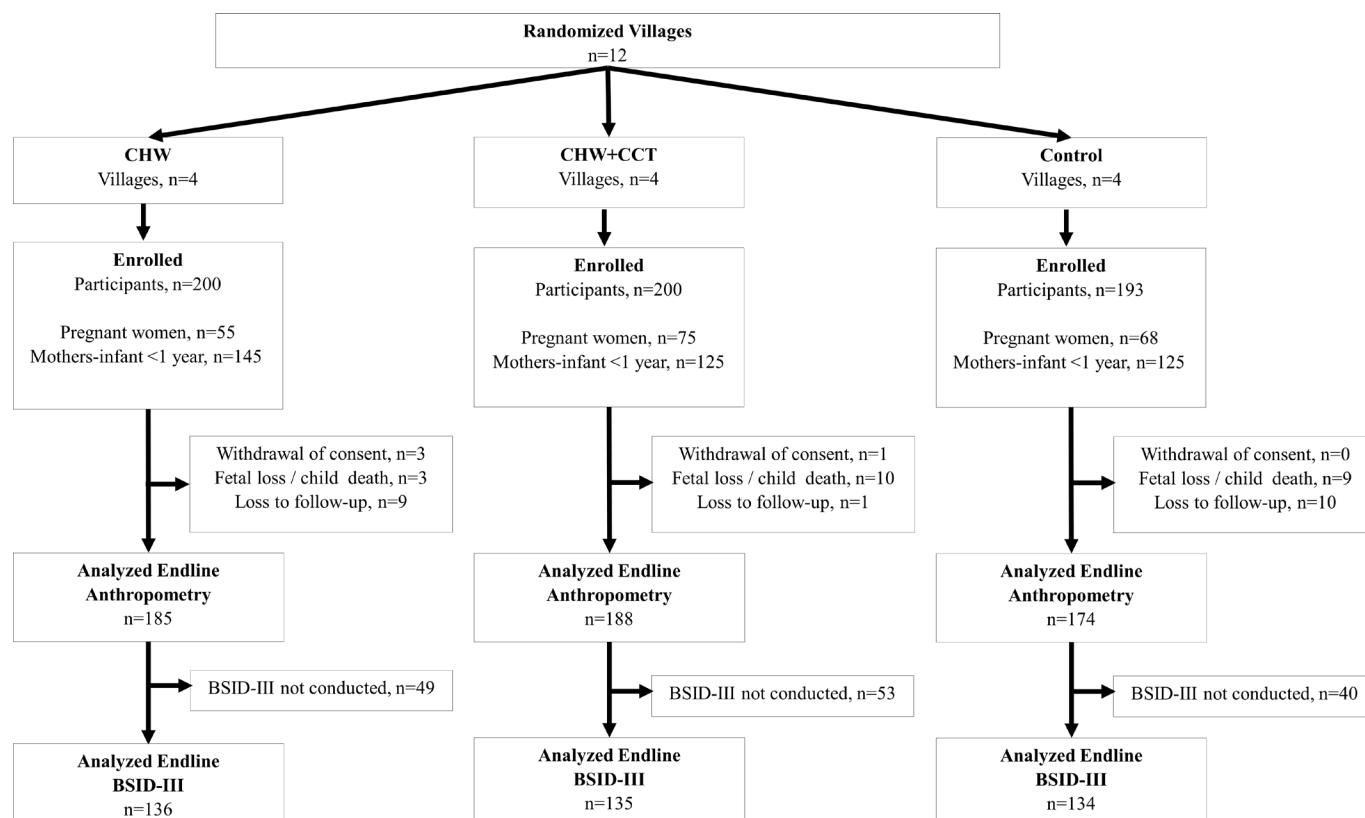 Randomized Villages
n=12
CHW
Villages, n=4
CHW+CCT
Villages, n=4
Control
Villages, n=4
Enrolled
Participants, n=200
Pregnant women, n=55
Mothers-infant <1 year, n=145
Enrolled
Participants, n=200
Pregnant women, n=75
Mothers-infant <1 year, n=125
Enrolled
Participants, n=193
Pregnant women, n=68
Mothers-infant <1 year, n=125
Withdrawal of consent, n=3
Fetal loss / child death, n=3
Loss to follow-up, n=9
Withdrawal of consent, n=1
Fetal loss / child death, n=10
Loss to follow-up, n=1
Withdrawal of consent, n=0
Fetal loss / child death, n=9
Loss to follow-up, n=10
Analyzed Endline
Anthropometry
n=185
Analyzed Endline
Anthropometry
n=188
Analyzed Endline
Anthropometry
n=174
BSID-III not conducted, n=49
BSID-III not conducted, n=53
BSID-III not conducted, n=40
Analyzed Endline
BSID-III
n=136
Analyzed Endline
BSID-III
n=135
Analyzed Endline
BSID-III
n=134